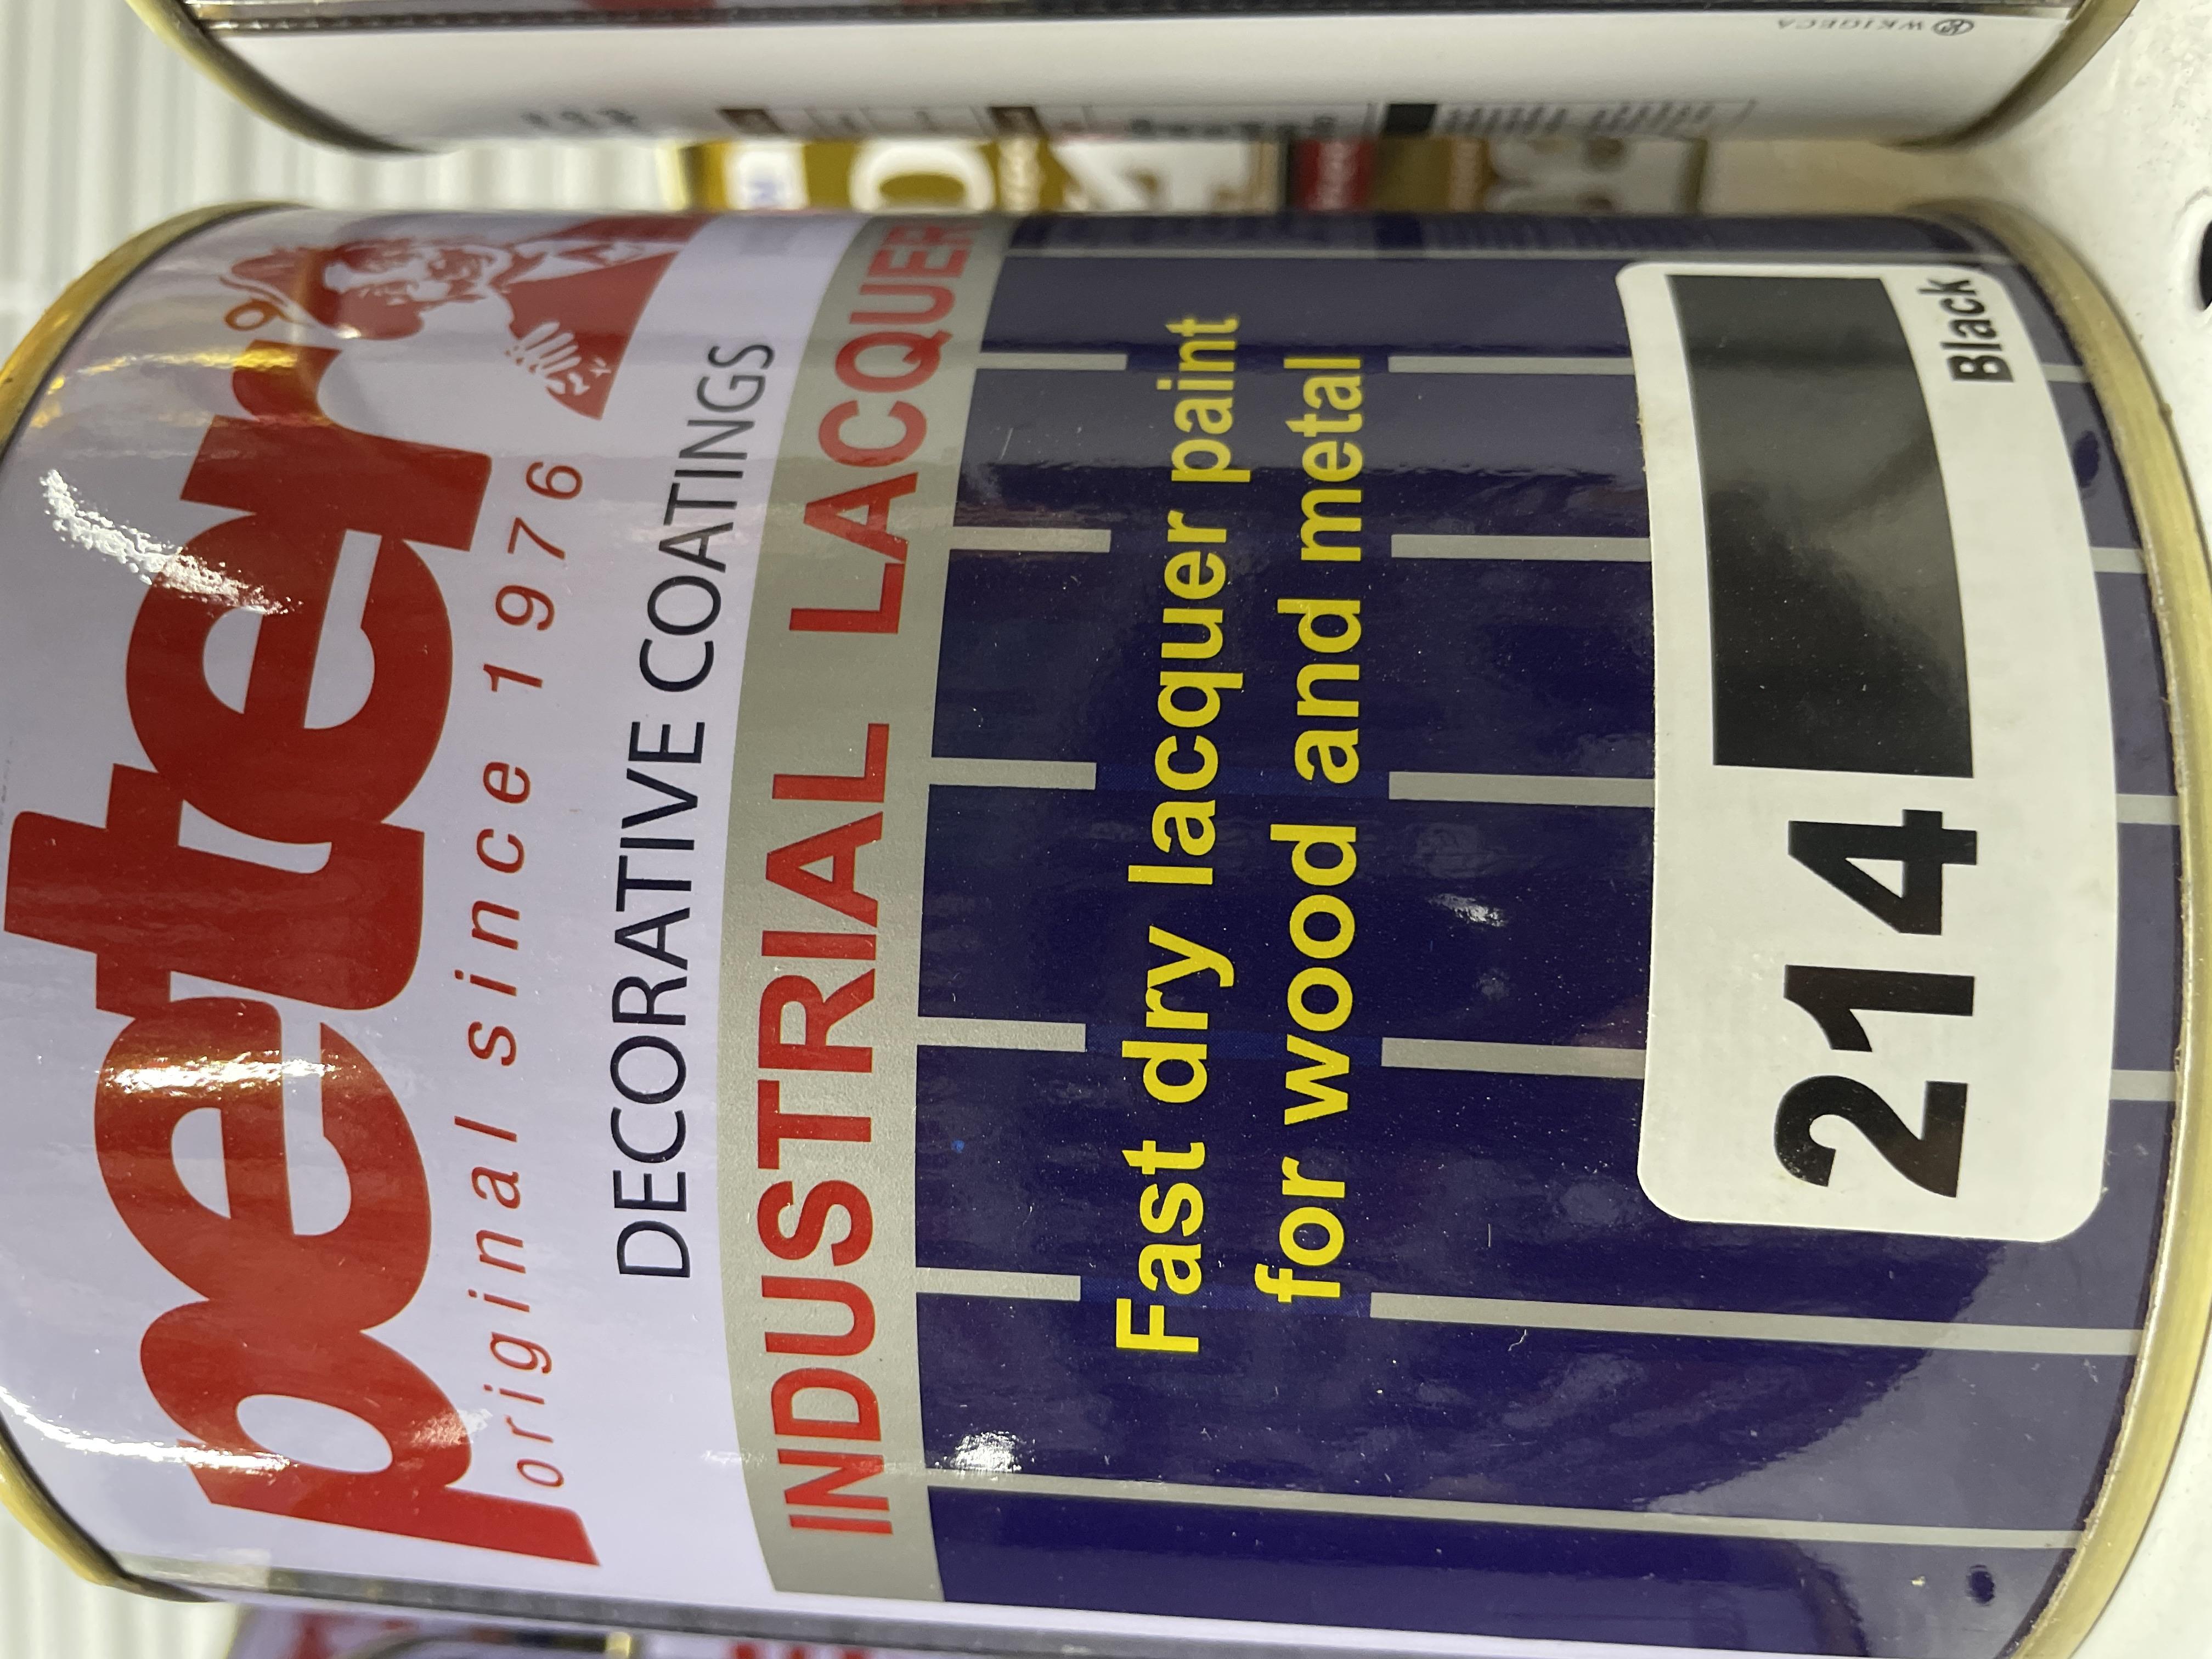 peter
original since 1976
DECORATIVE COATINGS
INDUSTRIAL LACQUER
Fast dry lacquer paint
for wood and metal
214
Black